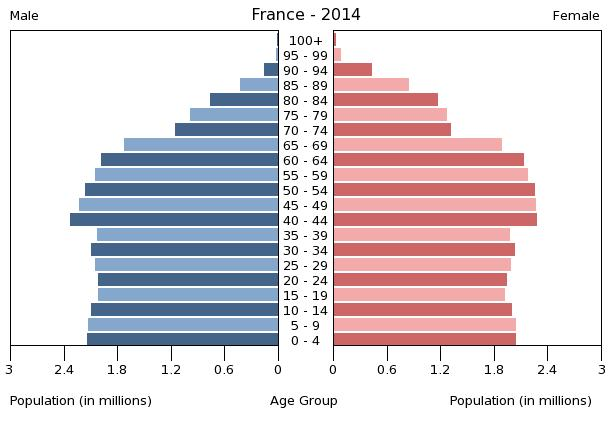 France - 2014
Male
Female
100+
95 - 99
90 - 94
85 - 89
80 - 84
75 - 79
70 - 74
65 - 69
60 - 64
55 - 59
50 - 54
45 - 49
40 - 44
35 - 39
30 - 34
25 - 29
20 - 24
15 - 19
10 - 14
5 - 9
0 - 4
3 2.4 1.8 1.2 0.6 0 0 0.6 1.2 1.8 2.4 3
Population (in millions) Age Group Population (in millions)